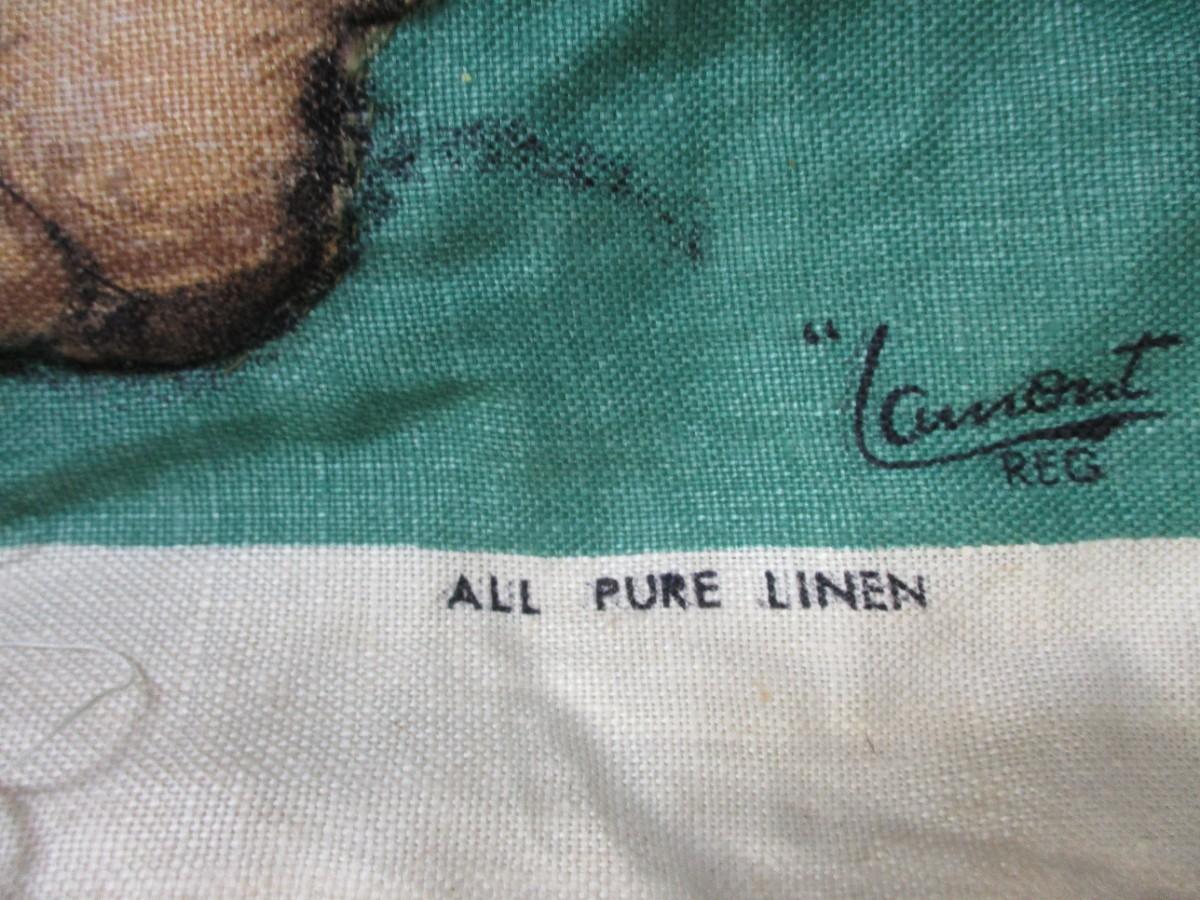 "Lamont"
REG
ALL PURE LINEN